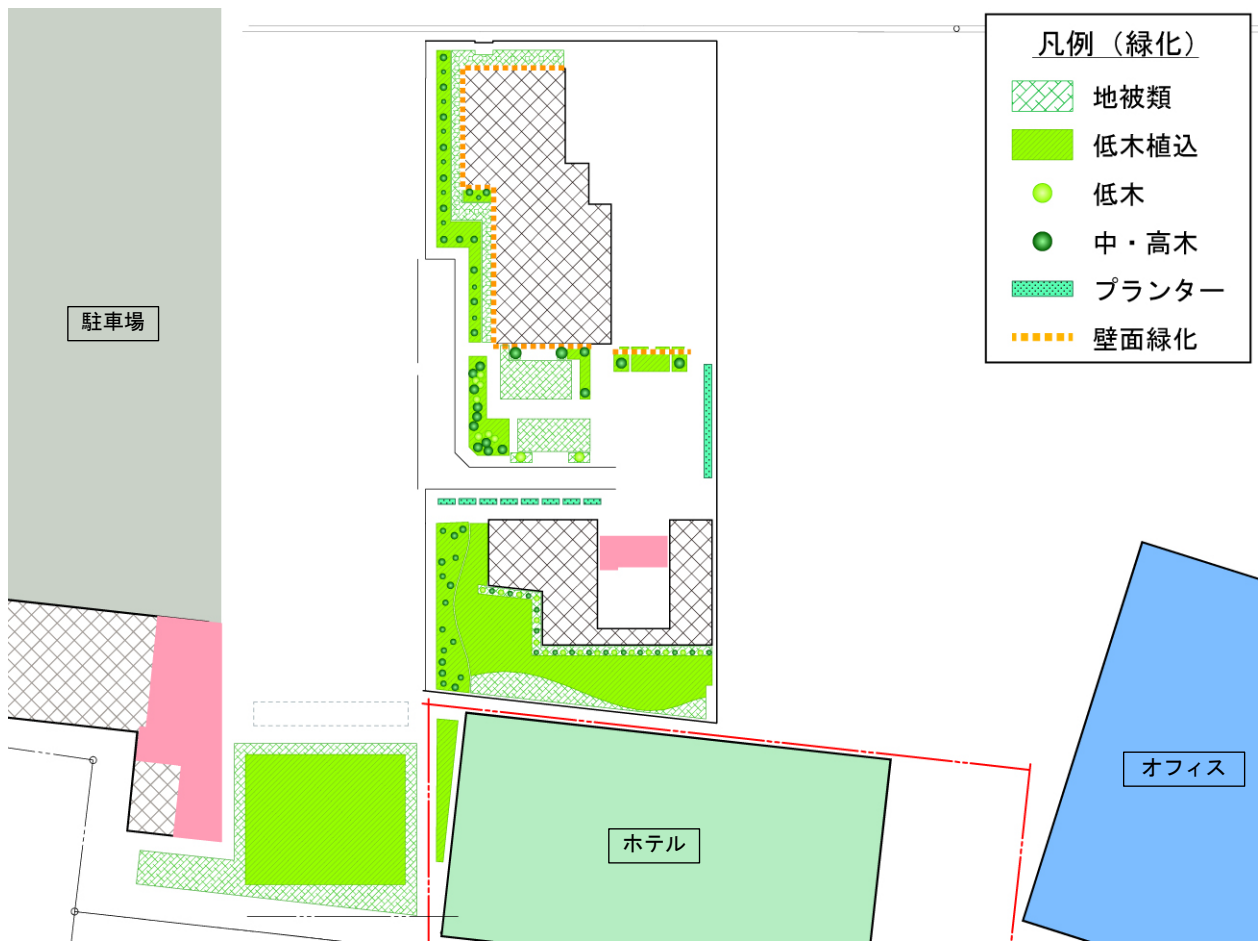 凡例（緑化）
地被類
低木植込
低木
中・高木
プランター
壁面緑化
駐車場
オフィス
ホテル